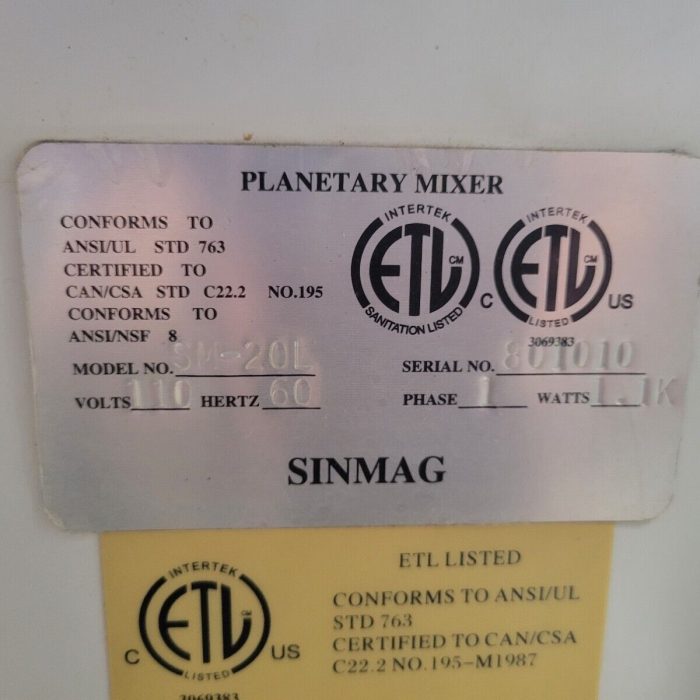 PLANETARY MIXER
CONFORMS TO
ANSI/UL STD 763
CERTIFIED TO
CAN/CSA STD C22.2 NO.195
CONFORMS TO
ANSI/NSF 8
INTERTEK
ETL CM
SANITATION LISTED
C
INTERTEK
ETL CM
LISTED
US
3069383
MODEL NO. SM-20L
SERIAL NO. 801010
VOLTS 110 HERTZ 60
PHASE 1 WATTS 1.1K
SINMAG
INTERTEK
ETL CM
LISTED
C US
3069383
ETL LISTED
CONFORMS TO ANSI/UL
STD 763
CERTIFIED TO CAN/CSA
C22.2 NO.195-M1987